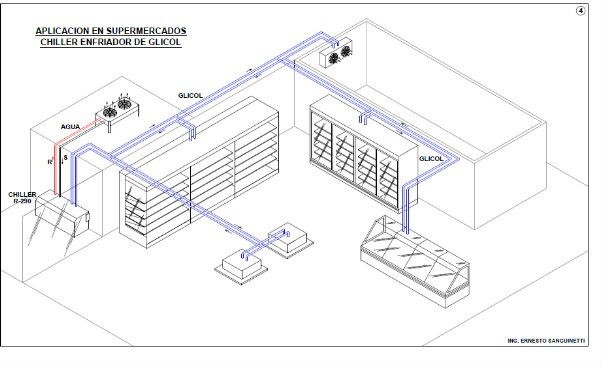 4
APLICACION EN SUPERMERCADOS
CHILLER ENFRIADOR DE GLICOL
GLICOL
AGUA
R
S
GLICOL
CHILLER
R-290
ING. ERNESTO SANGUINETTI